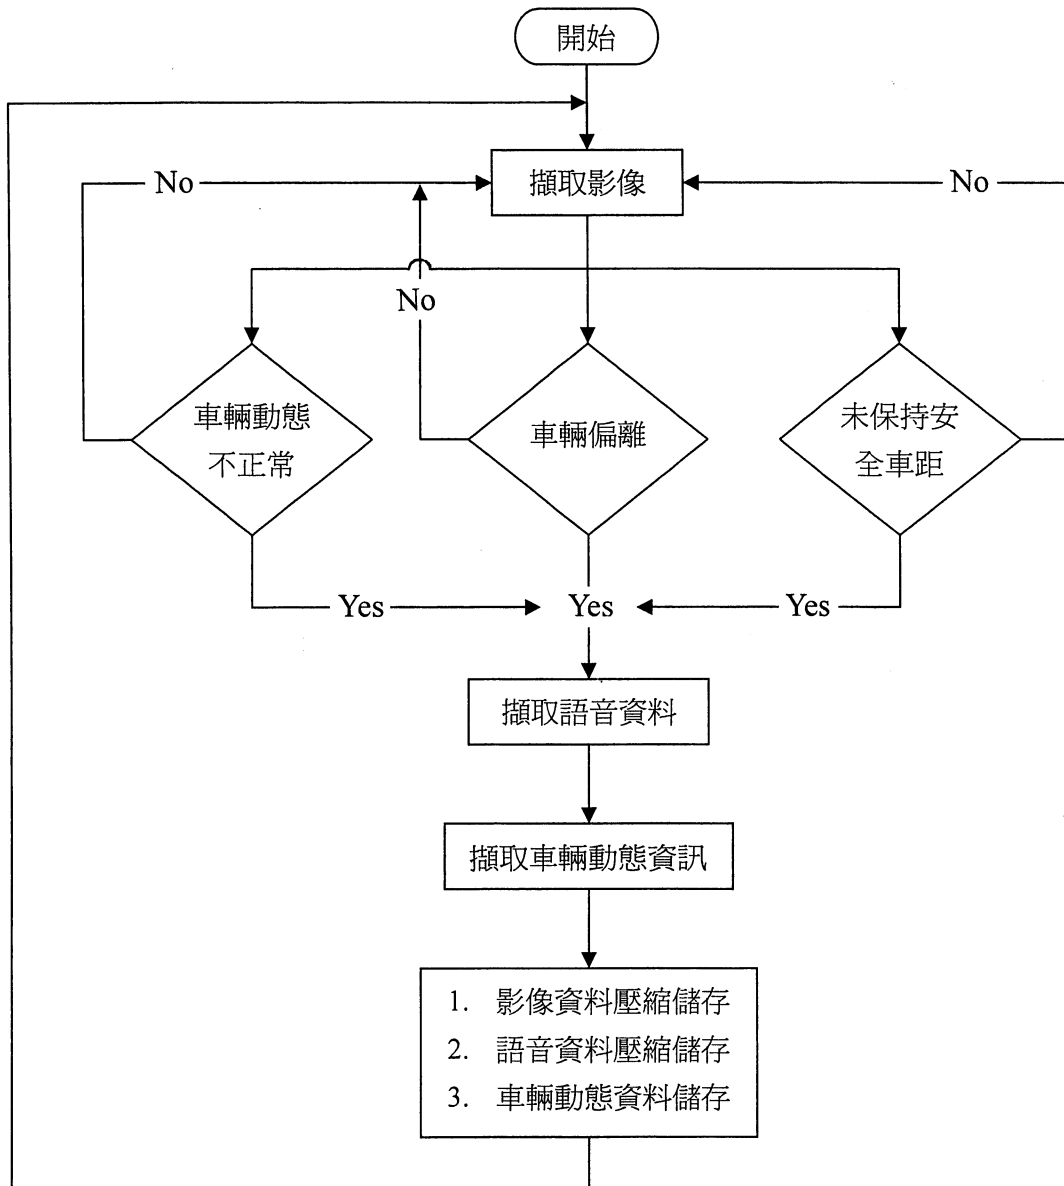 開始
No
擷取影像
No
No
車輛動態
不正常
車輛偏離
未保持安
全車距
Yes
Yes
Yes
擷取語音資料
擷取車輛動態資訊
1. 影像資料壓縮儲存
2. 語音資料壓縮儲存
3. 車輛動態資料儲存